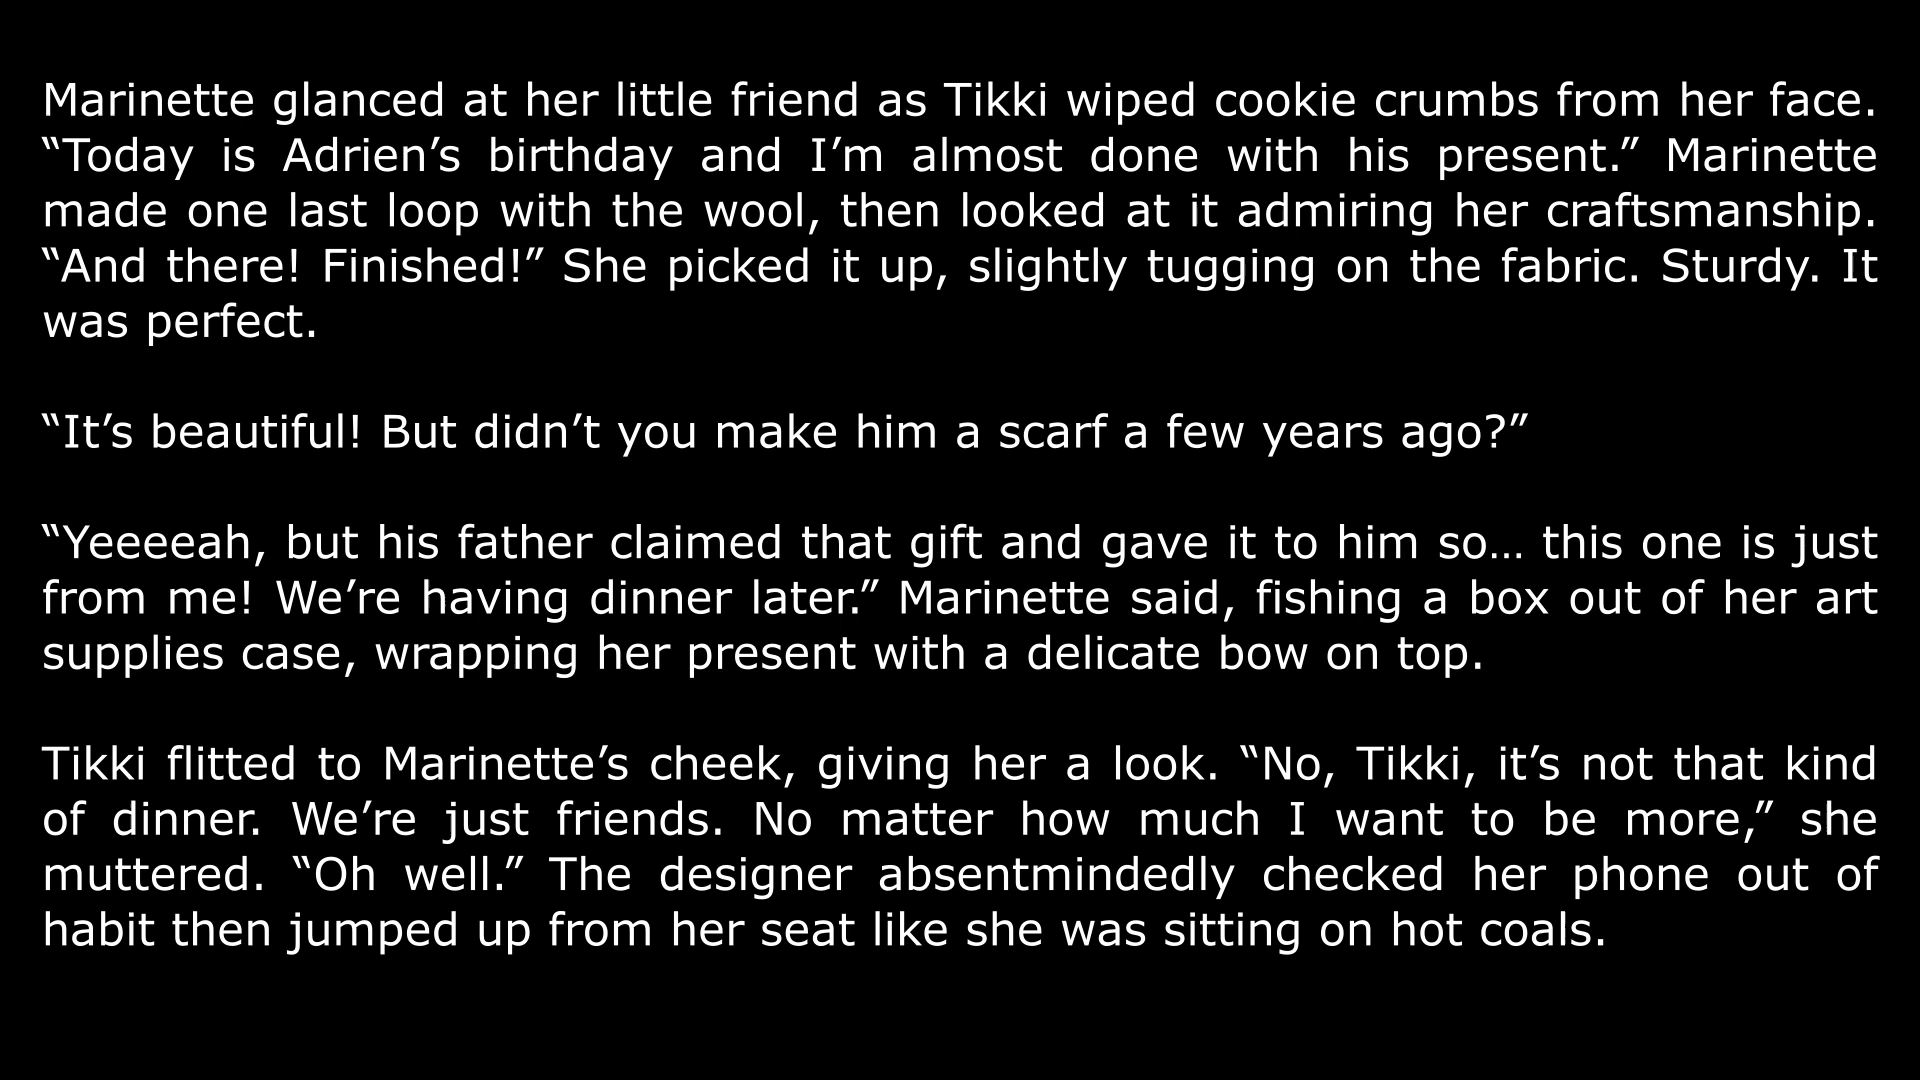 Marinette glanced at her little friend as Tikki wiped cookie crumbs from her face.
“Today is Adrien’s birthday and I’m almost done with his present.” Marinette
made one last loop with the wool, then looked at it admiring her craftsmanship.
“And there! Finished!” She picked it up, slightly tugging on the fabric. Sturdy. It
was perfect.
“It’s beautiful! But didn’t you make him a scarf a few years ago?”
“Yeeeeah, but his father claimed that gift and gave it to him so… this one is just
from me! We’re having dinner later.” Marinette said, fishing a box out of her art
supplies case, wrapping her present with a delicate bow on top.
Tikki flitted to Marinette’s cheek, giving her a look. “No, Tikki, it’s not that kind
of dinner. We’re just friends. No matter how much I want to be more,” she
muttered. “Oh well.” The designer absentmindedly checked her phone out of
habit then jumped up from her seat like she was sitting on hot coals.